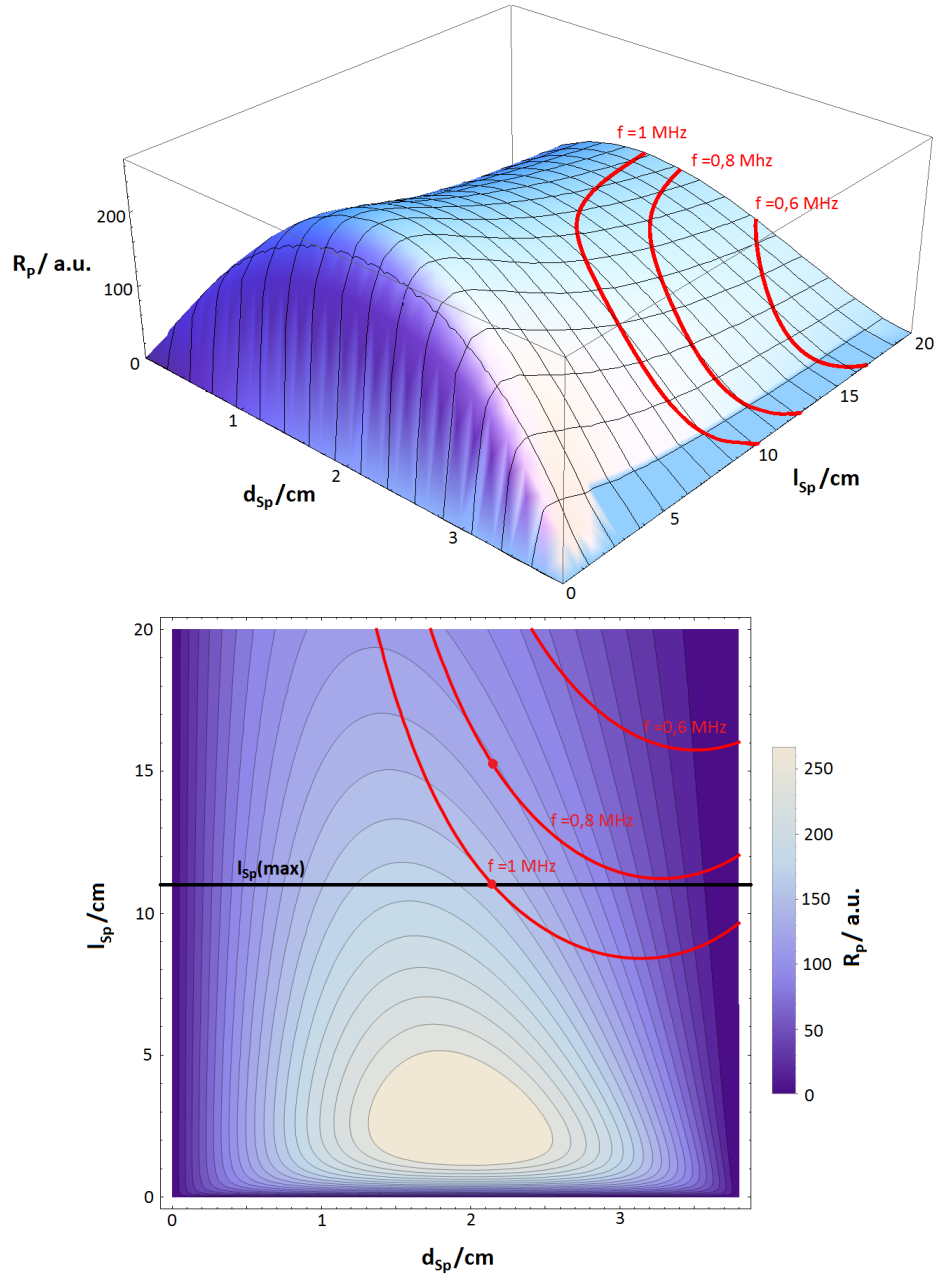 f =1 MHz
f =0,8 Mhz
f =0,6 MHz
200
100
0
R_P / a.u.
1
2
3
d_Sp /cm
0
5
10
15
20
l_Sp /cm
20
15
10
5
0
l_Sp /cm
f =0,6 MHz
f =0,8 MHz
f =1 MHz
l_Sp(max)
0
1
2
3
d_Sp /cm
250
200
150
100
50
0
R_P / a.u.